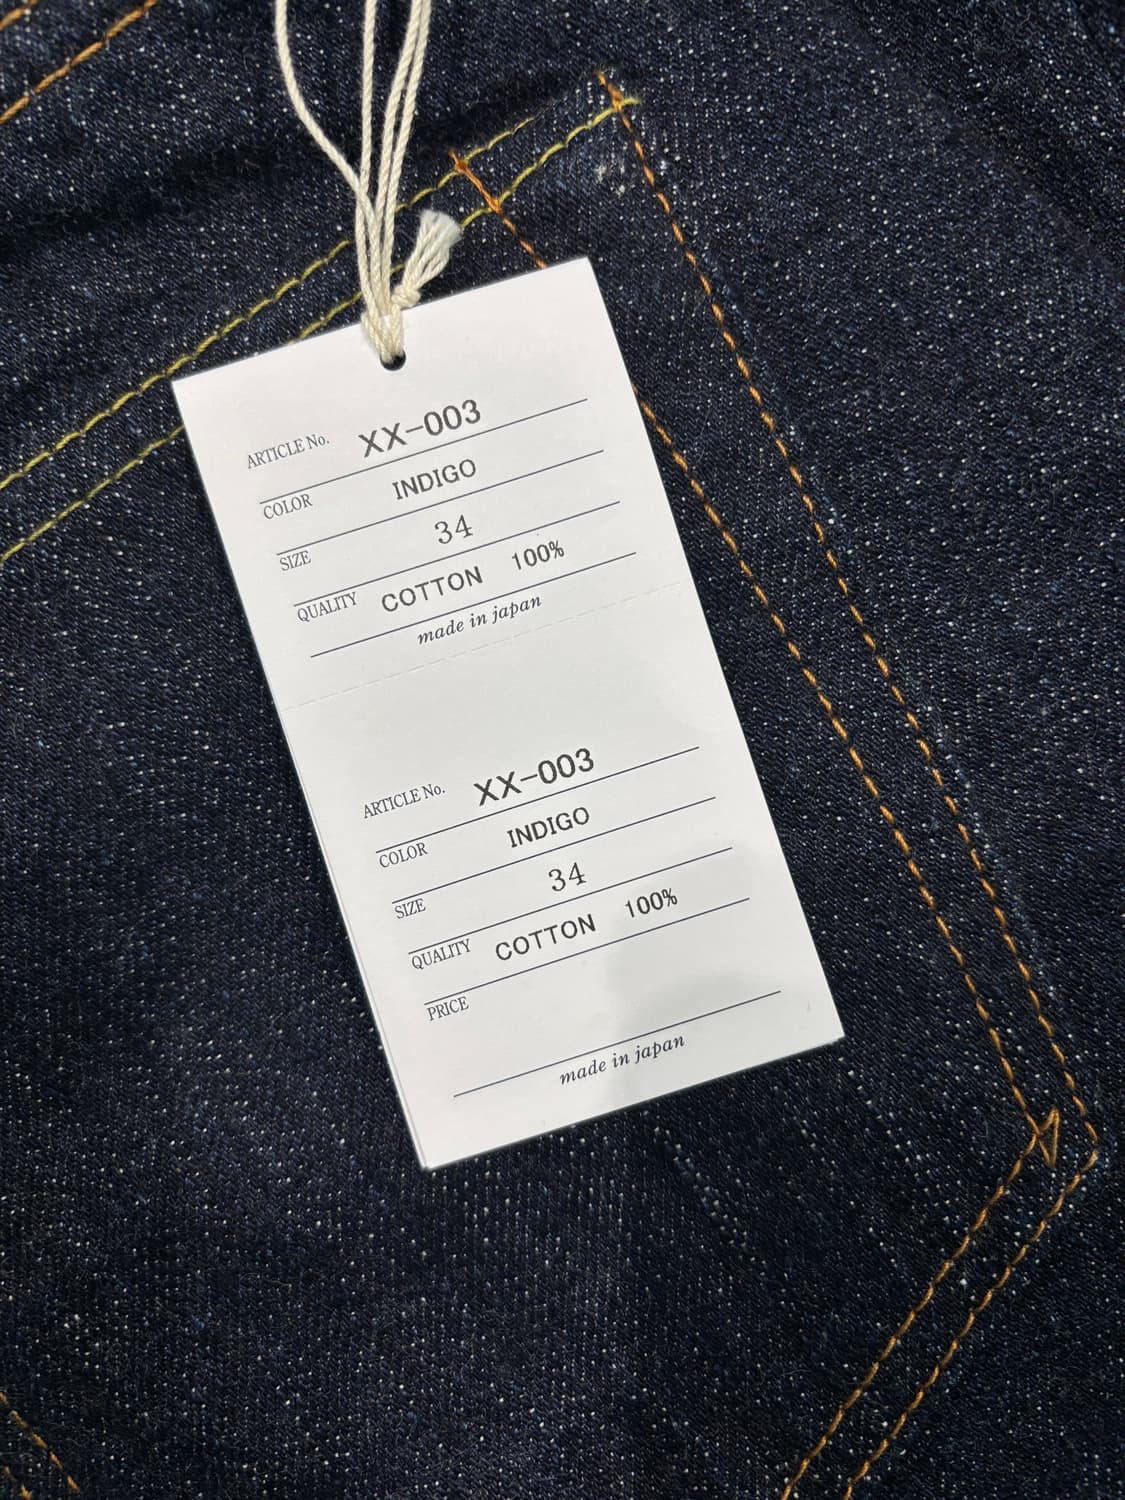 ARTICLE No. XX-003
COLOR INDIGO
SIZE 34
QUALITY COTTON 100%
made in japan
ARTICLE No. XX-003
COLOR INDIGO
SIZE 34
QUALITY COTTON 100%
PRICE
made in japan